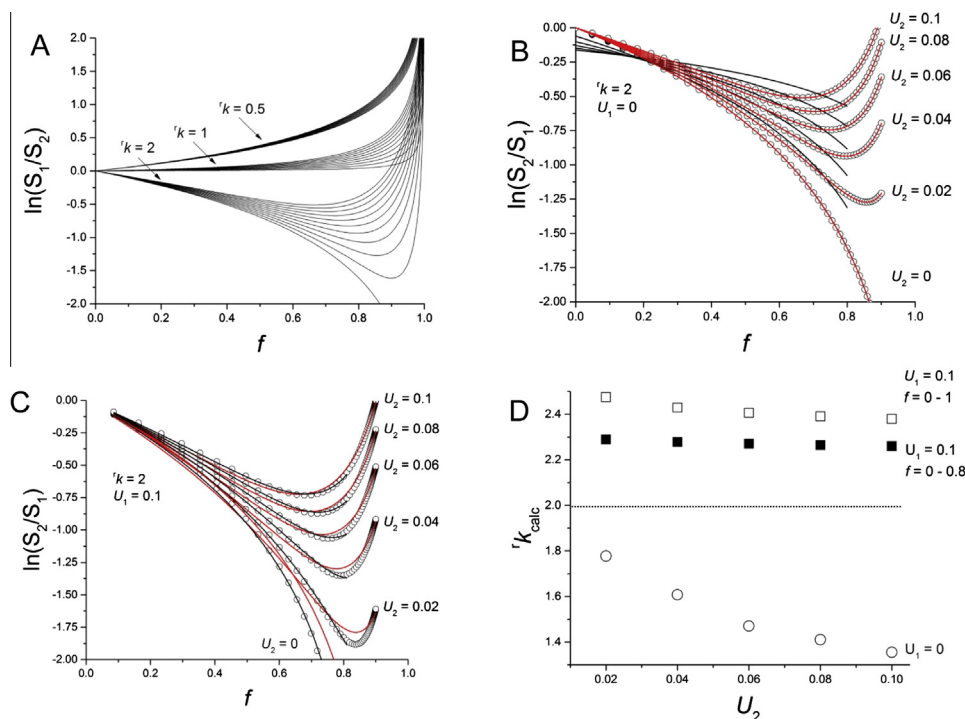 A
ln(S₁/S₂)
2.0
1.5
1.0
0.5
0.0
-0.5
-1.0
-1.5
-2.0
ʳk = 0.5
ʳk = 1
ʳk = 2
0.0 0.2 0.4 0.6 0.8 1.0
f
B
ln(S₂/S₁)
0.00
-0.25
-0.50
-0.75
-1.00
-1.25
-1.50
-1.75
-2.00
ʳk = 2
U₁ = 0
U₂ = 0.1
U₂ = 0.08
U₂ = 0.06
U₂ = 0.04
U₂ = 0.02
U₂ = 0
0.0 0.2 0.4 0.6 0.8 1.0
f
C
ln(S₂/S₁)
0.00
-0.25
-0.50
-0.75
-1.00
-1.25
-1.50
-1.75
-2.00
ʳk = 2
U₁ = 0.1
U₂ = 0.1
U₂ = 0.08
U₂ = 0.06
U₂ = 0.04
U₂ = 0.02
U₂ = 0
0.0 0.2 0.4 0.6 0.8 1.0
f
D
ʳkcalc
2.4
2.2
2.0
1.8
1.6
1.4
U₁ = 0.1
f = 0 - 1
U₁ = 0.1
f = 0 - 0.8
U₁ = 0
0.02 0.04 0.06 0.08 0.10
U₂